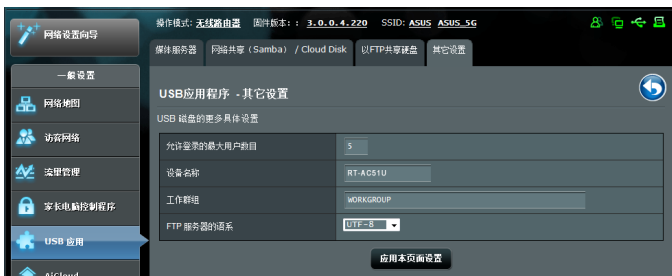 网络设置向导
操作模式: 无线路由器 固件版本: : 3.0.0.4.220 SSID: ASUS ASUS_5G
媒体服务器 网络共享（Samba）/ Cloud Disk 以FTP共享硬盘 其它设置
一般设置
网络地图
访客网络
流量管理
家长电脑控制程序
USB 应用
AiCloud
USB应用程序 - 其它设置
USB 磁盘的更多具体设置
允许登录的最大用户数目 5
设备名称 RT-AC51U
工作群组 WORKGROUP
FTP 服务器的语系 UTF-8
应用本页面设置